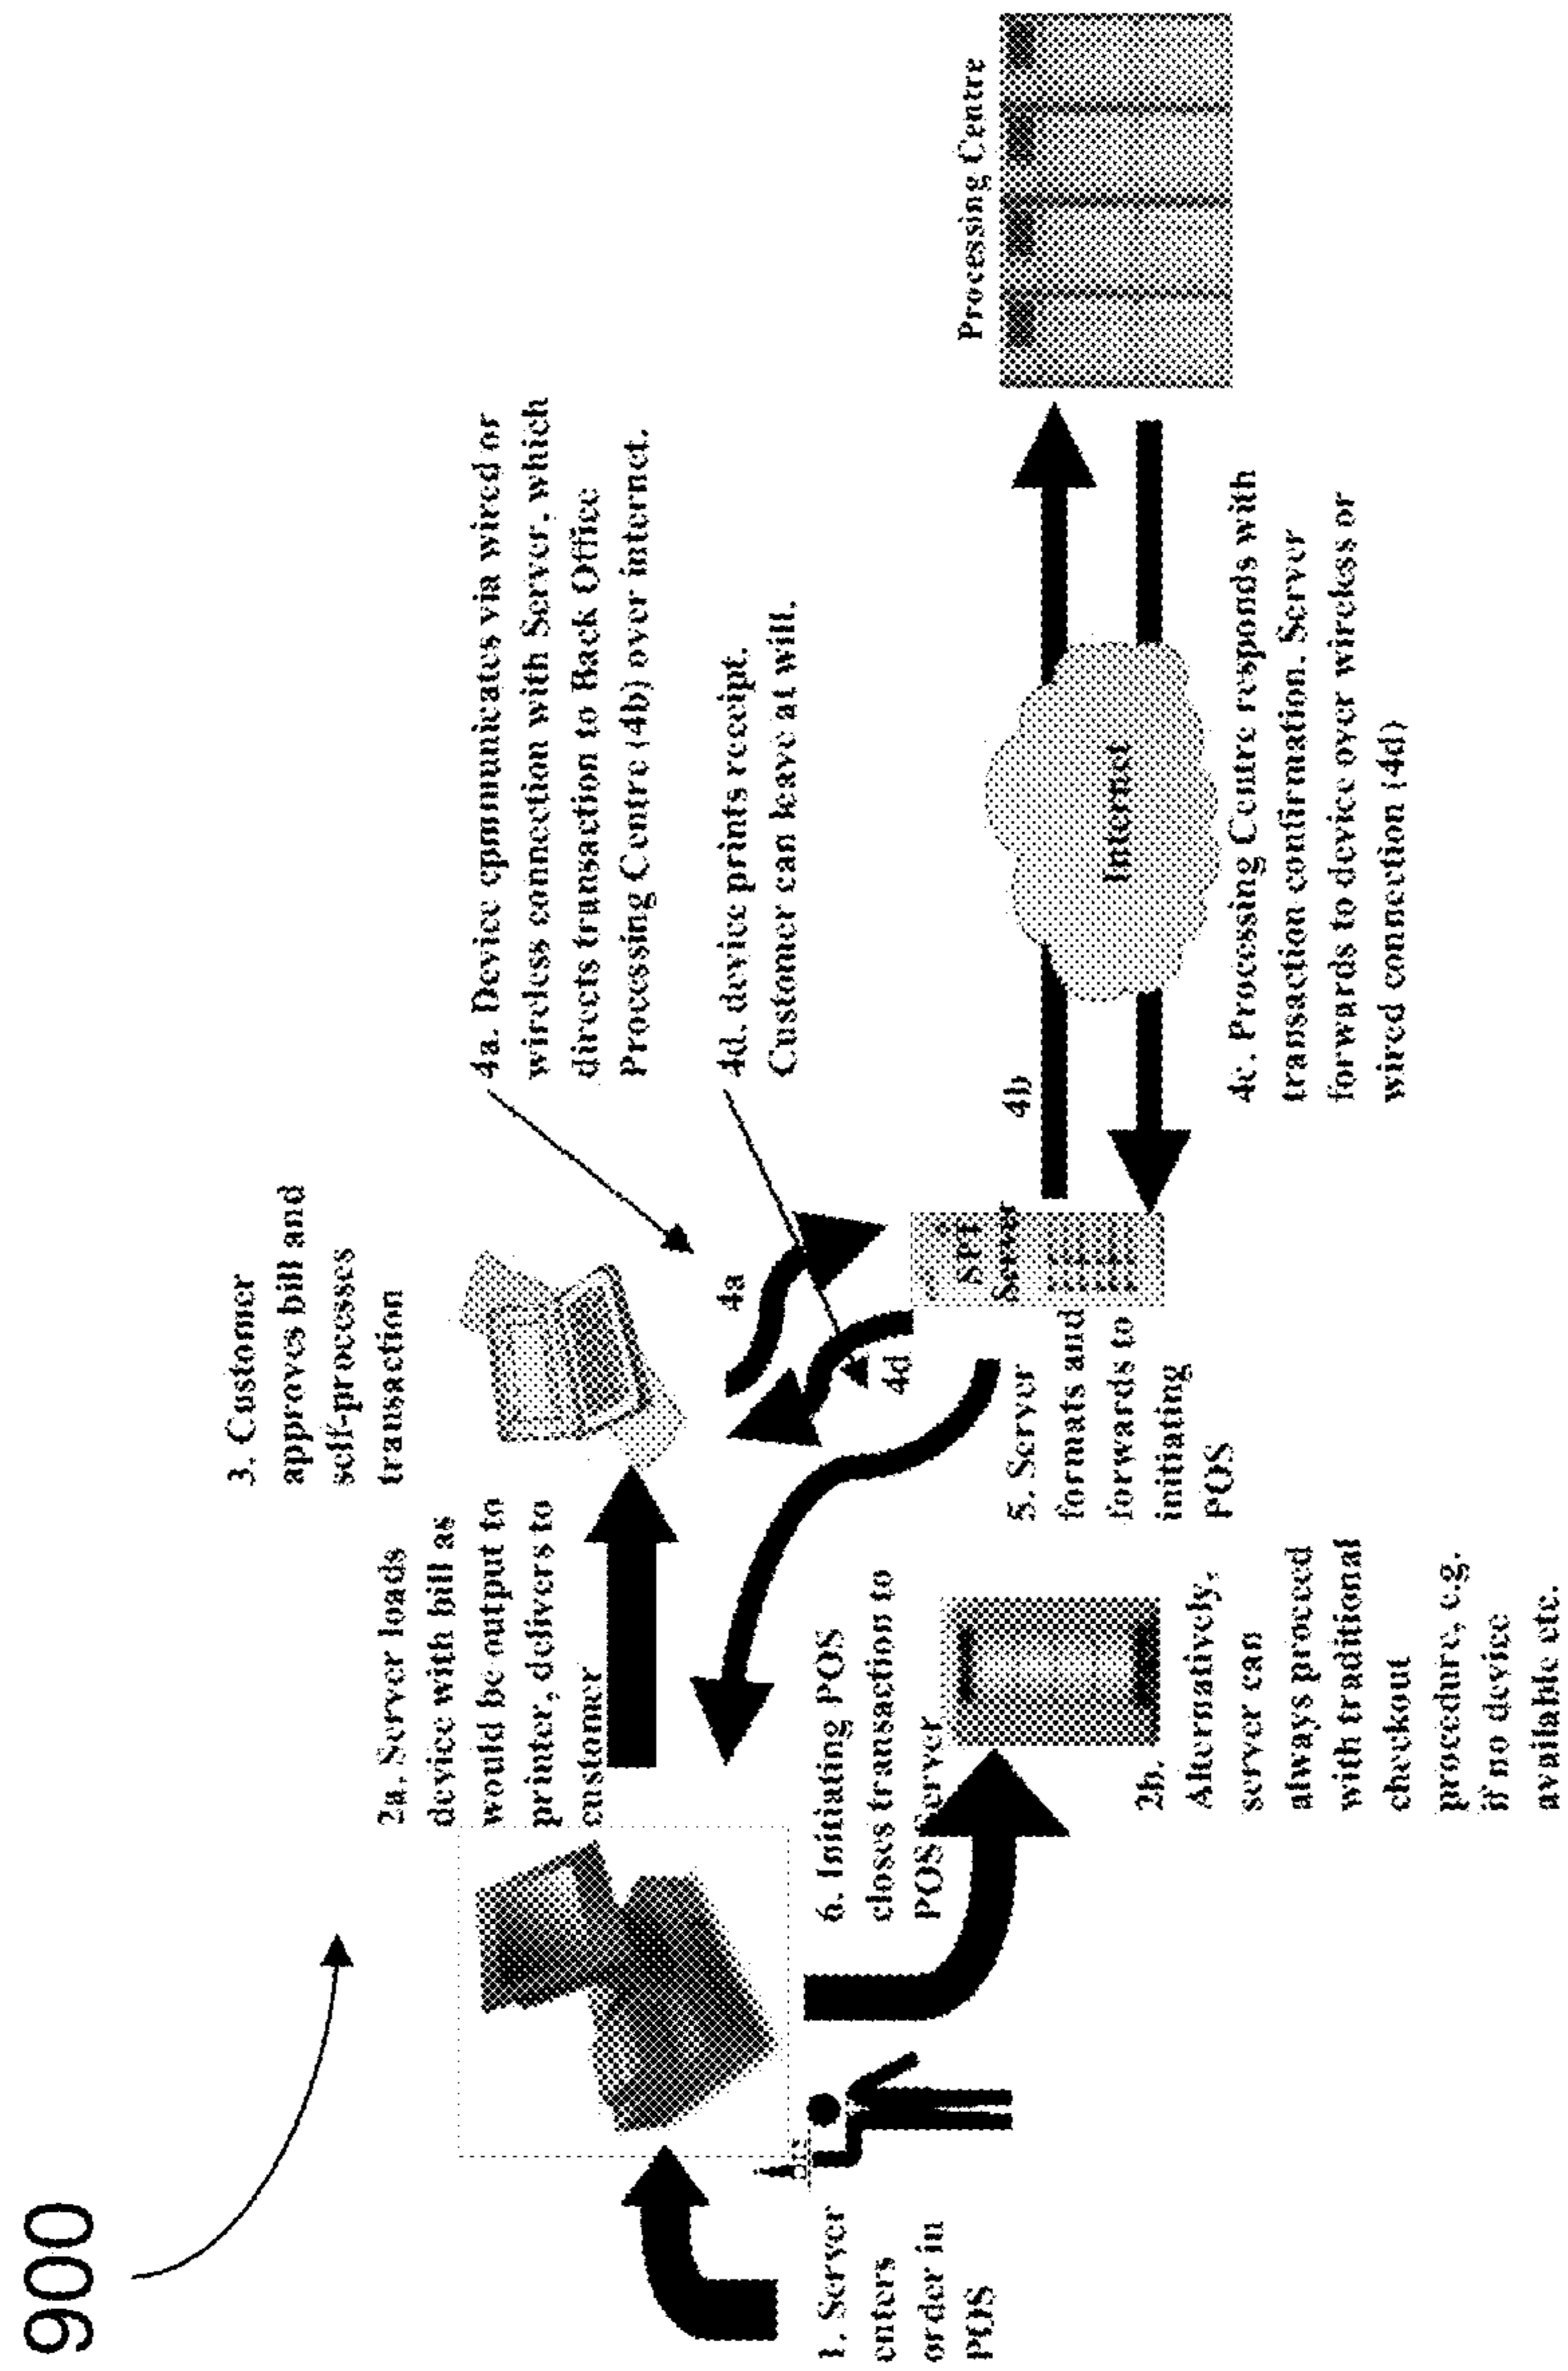 900
1. Server
enters
order in
POS
2a. Server loads
device with bill as
would be output to
printer, delivers to
customer
3. Customer
approves bill and
self-processes
transaction
4a. Device cpmmunicates via wired or
wireless connection with Server, which
directs transaction to Back Office
Processing Centre (4b) over internet.
4d. device prints receipt.
Customer can leave at will.
4a
4d
4b
Server
Internet
Processing Centre
4c. Processing Centre responds with
transaction confirmation. Server
forwards to device over wireless or
wired connection (4d)
5. Server
formats and
forwards to
initiating
POS
6. Initiating POS
closes transaction to
POS Server
2b.
Alternatively,
server can
always proceed
with traditional
checkout
procedure, e.g.
if no device
available etc.